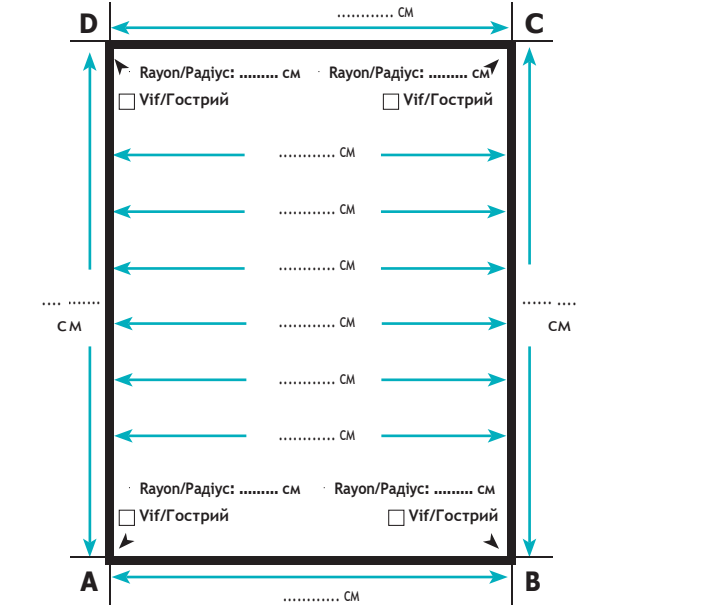 ............ см
D C
Rayon/Радіус: ......... см Rayon/Радіус: ......... см
Vif/Гострий Vif/Гострий
............ см
............ см
............ см
............ см
.... ....... ...... ....
см см
............ см
............ см
Rayon/Радіус: ......... см Rayon/Радіус: ......... см
Vif/Гострий Vif/Гострий
A B
............ см